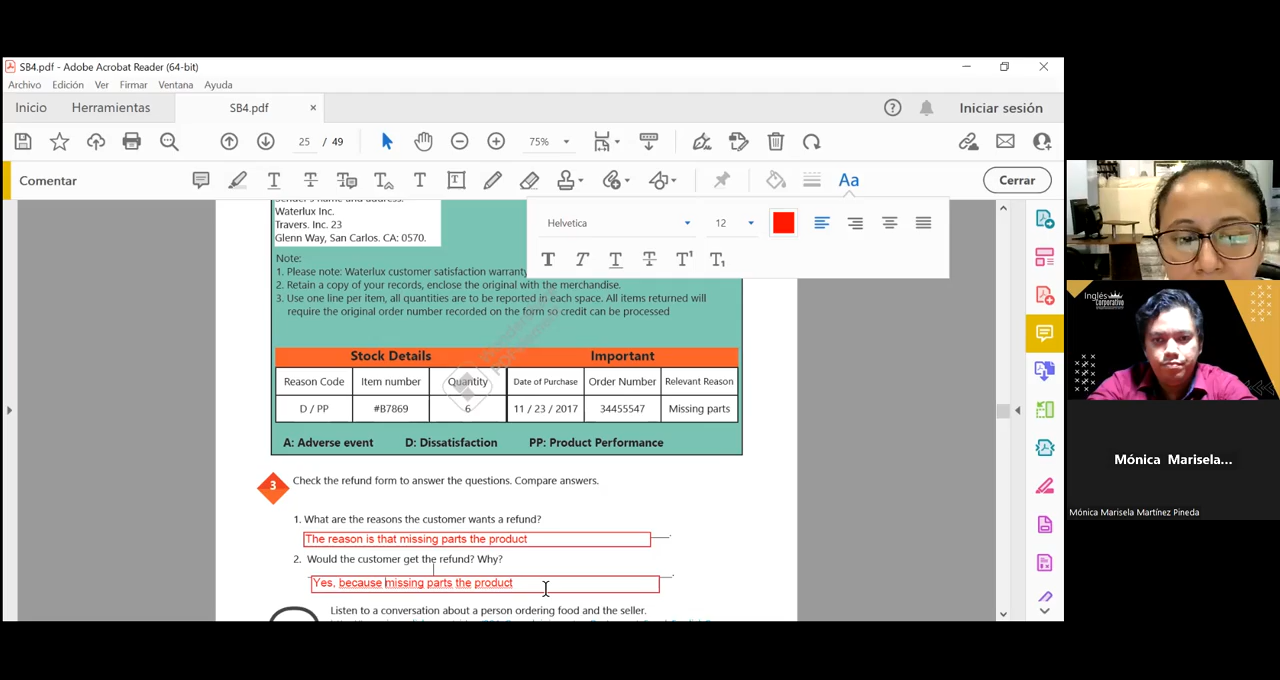 SB4.pdf - Adobe Acrobat Reader (64-bit)
Archivo Edición Ver Firmar Ventana Ayuda
Inicio Herramientas SB4.pdf × Iniciar sesión
25 / 49 75%
Comentar Aa Cerrar
Helvetica 12
T T T T T¹ T₁
Sender's name and address:
Waterlux Inc.
Travers. Inc. 23
Glenn Way, San Carlos. CA: 0570.
Note:
1. Please note: Waterlux customer satisfaction warranty
2. Retain a copy of your records, enclose the original with the merchandise.
3. Use one line per item, all quantities are to be reported in each space. All items returned will
require the original order number recorded on the form so credit can be processed
Stock Details Important
Reason Code Item number Quantity Date of Purchase Order Number Relevant Reason
D / PP #B7869 6 11 / 23 / 2017 34455547 Missing parts
A: Adverse event D: Dissatisfaction PP: Product Performance
3 Check the refund form to answer the questions. Compare answers.
1. What are the reasons the customer wants a refund?
The reason is that missing parts the product
2. Would the customer get the refund? Why?
Yes, because missing parts the product
Listen to a conversation about a person ordering food and the seller.
Inglés
Corporativo
Mónica Marisela...
Mónica Marisela Martínez Pineda